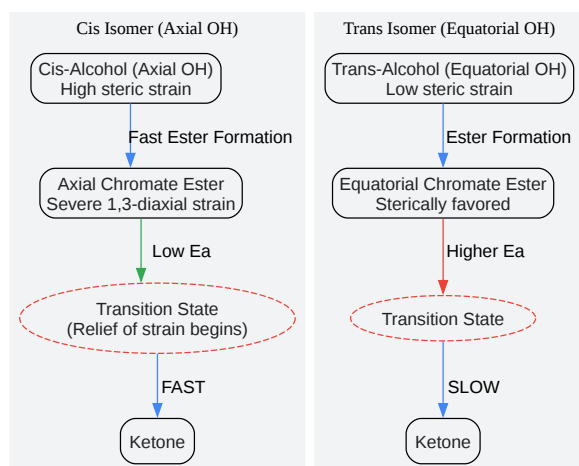 Cis Isomer (Axial OH)
Cis-Alcohol (Axial OH)
High steric strain
Fast Ester Formation
Axial Chromate Ester
Severe 1,3-diaxial strain
Low Ea
Transition State
(Relief of strain begins)
FAST
Ketone
Trans Isomer (Equatorial OH)
Trans-Alcohol (Equatorial OH)
Low steric strain
Ester Formation
Equatorial Chromate Ester
Sterically favored
Higher Ea
Transition State
SLOW
Ketone